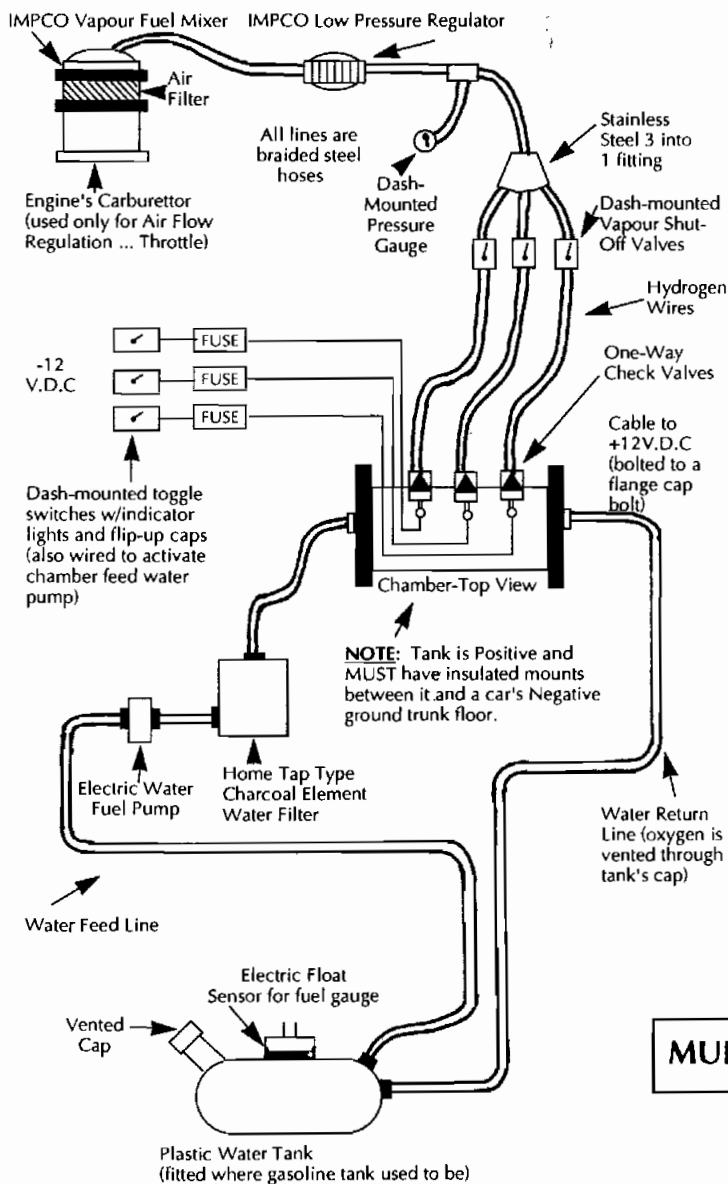 IMPCO Vapour Fuel Mixer
IMPCO Low Pressure Regulator
Air
Filter
All lines are
braided steel
hoses
Dash-
Mounted
Pressure
Gauge
Stainless
Steel 3 into
1 fitting
Engine's Carburettor
(used only for Air Flow
Regulation ... Throttle)
Dash-mounted
Vapour Shut-
Off Valves
Hydrogen
Wires
-12
V.D.C
FUSE
FUSE
FUSE
One-Way
Check Valves
Cable to
+12V.D.C
(bolted to a
flange cap
bolt)
Dash-mounted toggle
switches w/indicator
lights and flip-up caps
(also wired to activate
chamber feed water
pump)
Chamber-Top View
NOTE: Tank is Positive and
MUST have insulated mounts
between it and a car's Negative
ground trunk floor.
Electric Water
Fuel Pump
Home Tap Type
Charcoal Element
Water Filter
Water Return
Line (oxygen is
vented through
tank's cap)
Water Feed Line
Electric Float
Sensor for fuel gauge
Vented
Cap
Plastic Water Tank
(fitted where gasoline tank used to be)